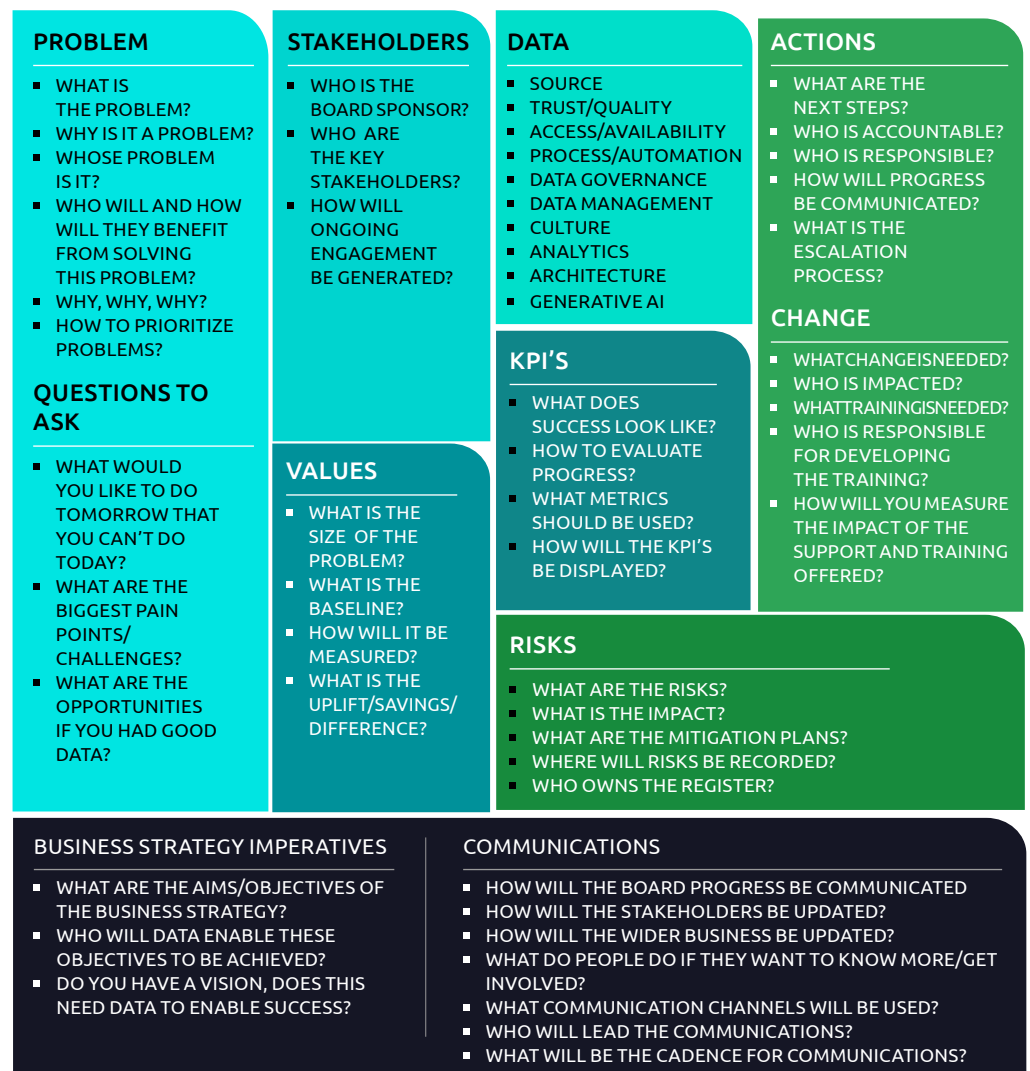 PROBLEM
WHAT IS
THE PROBLEM?
WHY IS IT A PROBLEM?
WHOSE PROBLEM
IS IT?
WHO WILL AND HOW
WILL THEY BENEFIT
FROM SOLVING
THIS PROBLEM?
WHY, WHY, WHY?
HOW TO PRIORITIZE
PROBLEMS?
QUESTIONS TO
ASK
WHAT WOULD
YOU LIKE TO DO
TOMORROW THAT
YOU CAN'T DO
TODAY?
WHAT ARE THE
BIGGEST PAIN
POINTS/
CHALLENGES?
WHAT ARE THE
OPPORTUNITIES
IF YOU HAD GOOD
DATA?
STAKEHOLDERS
WHO IS THE
BOARD SPONSOR?
WHO ARE
THE KEY
STAKEHOLDERS?
HOW WILL
ONGOING
ENGAGEMENT
BE GENERATED?
VALUES
WHAT IS THE
SIZE OF THE
PROBLEM?
WHAT IS THE
BASELINE?
HOW WILL IT BE
MEASURED?
WHAT IS THE
UPLIFT/SAVINGS/
DIFFERENCE?
DATA
SOURCE
TRUST/QUALITY
ACCESS/AVAILABILITY
PROCESS/AUTOMATION
DATA GOVERNANCE
DATA MANAGEMENT
CULTURE
ANALYTICS
ARCHITECTURE
GENERATIVE AI
KPI'S
WHAT DOES
SUCCESS LOOK LIKE?
HOW TO EVALUATE
PROGRESS?
WHAT METRICS
SHOULD BE USED?
HOW WILL THE KPI'S
BE DISPLAYED?
ACTIONS
WHAT ARE THE
NEXT STEPS?
WHO IS ACCOUNTABLE?
WHO IS RESPONSIBLE?
HOW WILL PROGRESS
BE COMMUNICATED?
WHAT IS THE
ESCALATION
PROCESS?
CHANGE
WHATCHANGEISNEEDED?
WHO IS IMPACTED?
WHATTRAININGISNEEDED?
WHO IS RESPONSIBLE
FOR DEVELOPING
THE TRAINING?
HOW WILL YOU MEASURE
THE IMPACT OF THE
SUPPORT AND TRAINING
OFFERED?
RISKS
WHAT ARE THE RISKS?
WHAT IS THE IMPACT?
WHAT ARE THE MITIGATION PLANS?
WHERE WILL RISKS BE RECORDED?
WHO OWNS THE REGISTER?
BUSINESS STRATEGY IMPERATIVES
WHAT ARE THE AIMS/OBJECTIVES OF
THE BUSINESS STRATEGY?
WHO WILL DATA ENABLE THESE
OBJECTIVES TO BE ACHIEVED?
DO YOU HAVE A VISION, DOES THIS
NEED DATA TO ENABLE SUCCESS?
COMMUNICATIONS
HOW WILL THE BOARD PROGRESS BE COMMUNICATED
HOW WILL THE STAKEHOLDERS BE UPDATED?
HOW WILL THE WIDER BUSINESS BE UPDATED?
WHAT DO PEOPLE DO IF THEY WANT TO KNOW MORE/GET
INVOLVED?
WHAT COMMUNICATION CHANNELS WILL BE USED?
WHO WILL LEAD THE COMMUNICATIONS?
WHAT WILL BE THE CADENCE FOR COMMUNICATIONS?